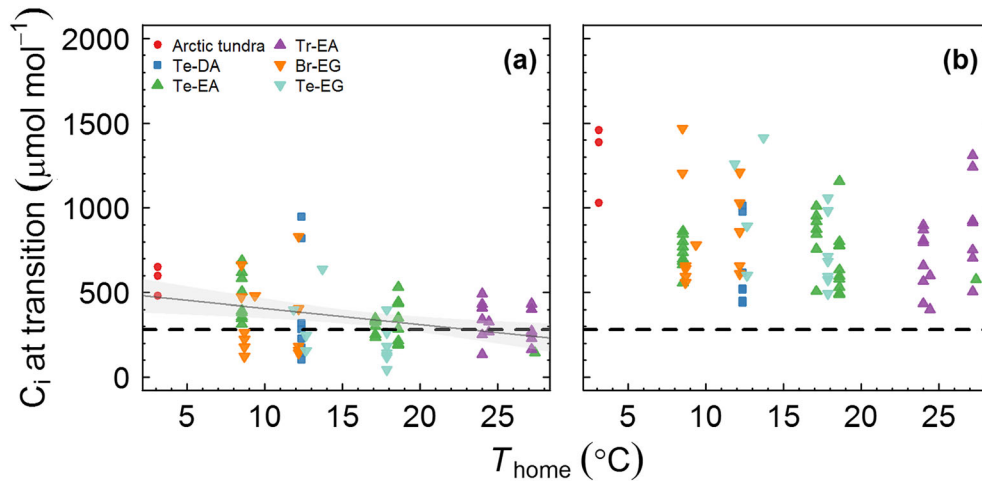 2000
1500
1000
500
0
Ci at transition (μmol mol⁻¹)
Arctic tundra
Te-DA
Te-EA
Tr-EA
Br-EG
Te-EG
(a)
(b)
5 10 15 20 25
5 10 15 20 25
Thome (°C)